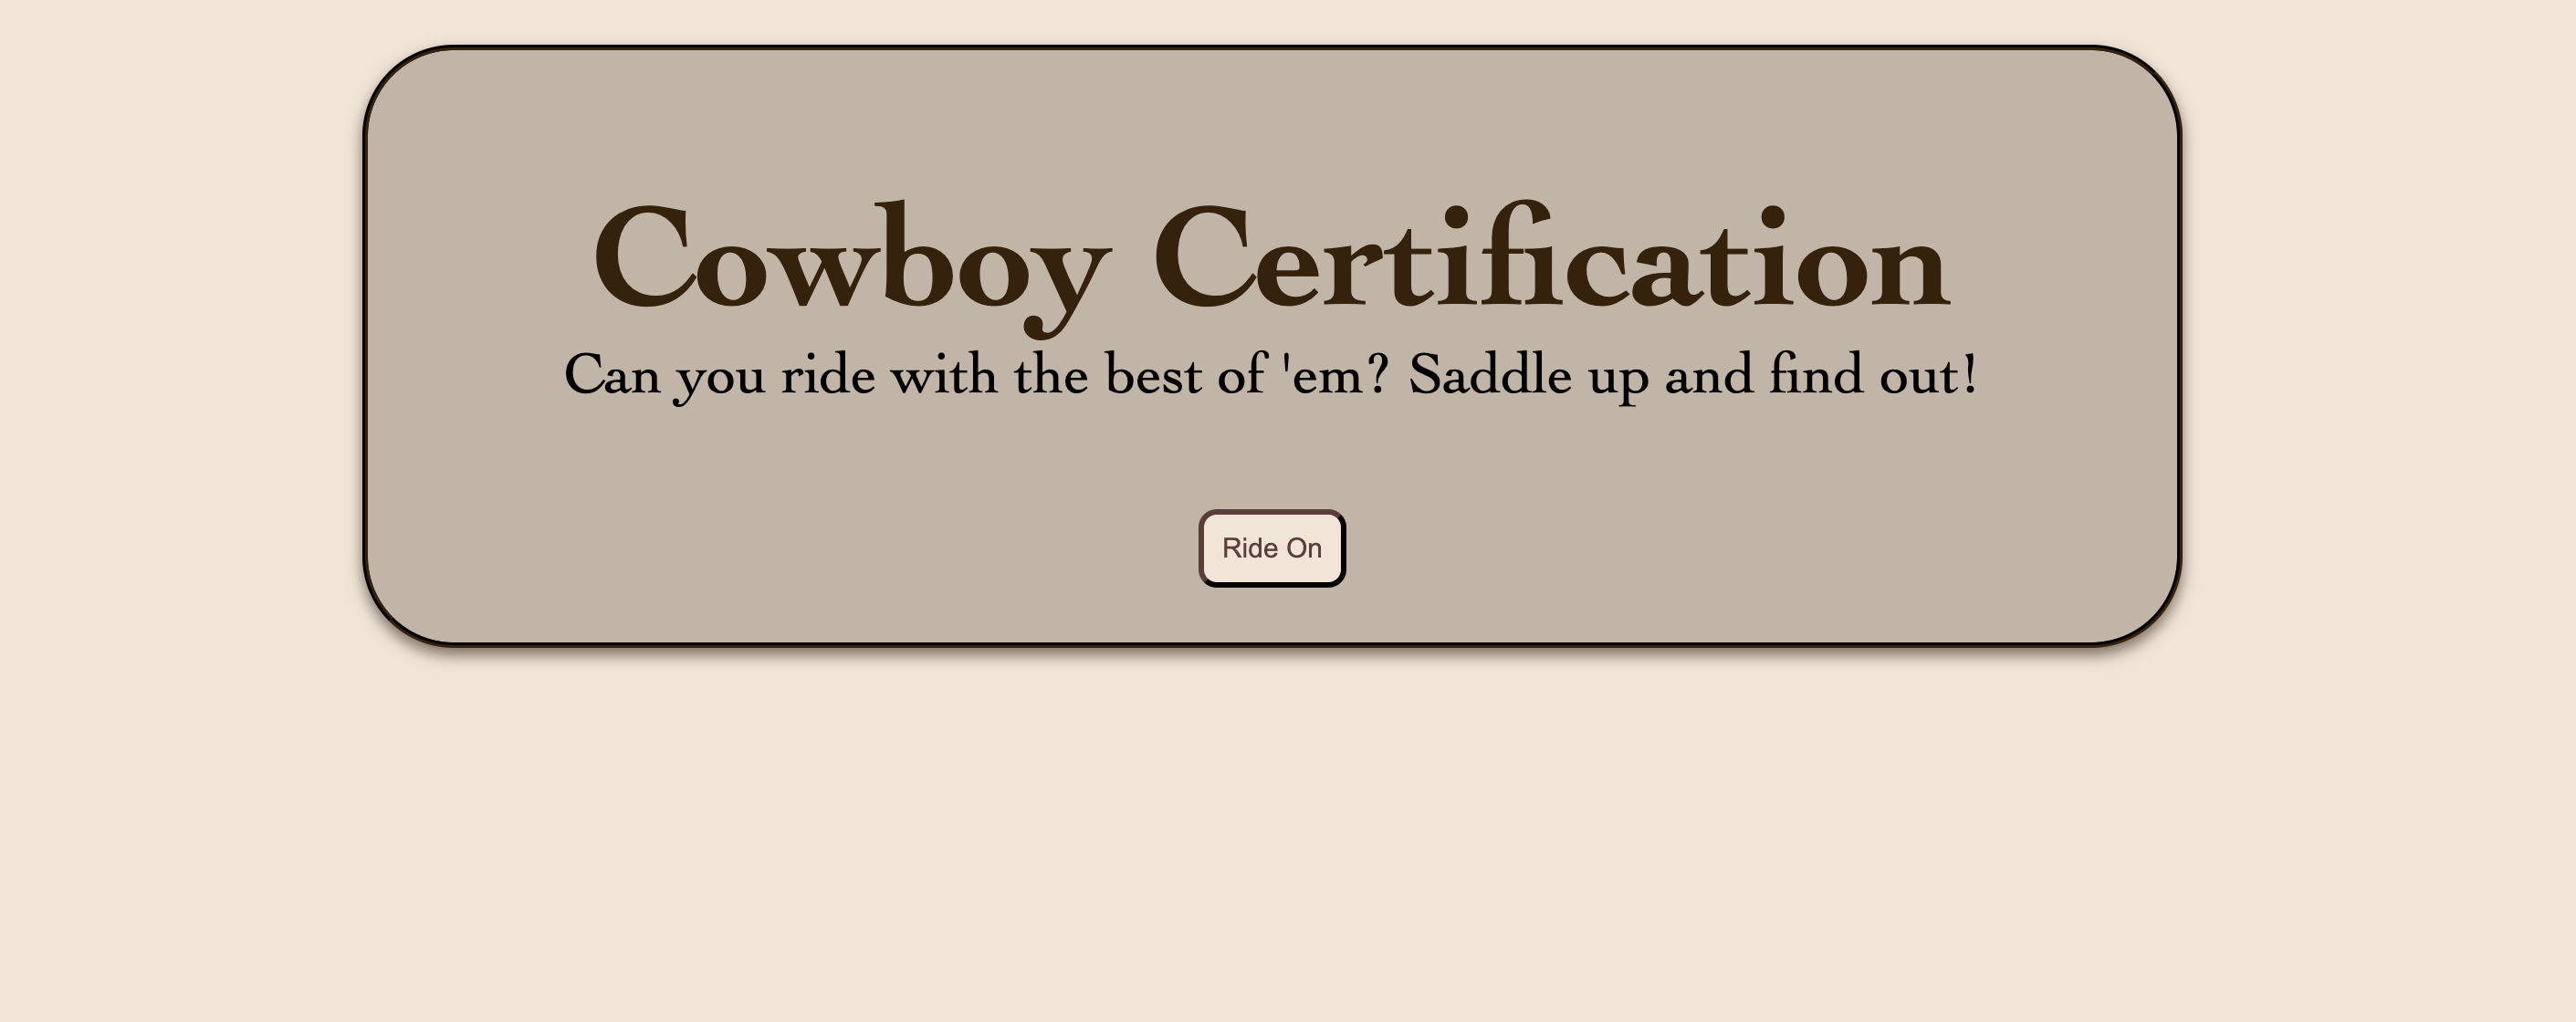 Cowboy Certification
Can you ride with the best of 'em? Saddle up and find out!
Ride On